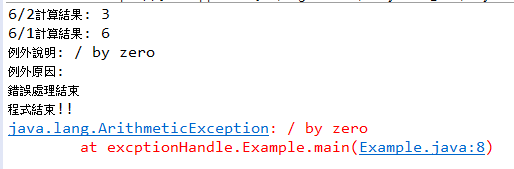 6/2計算結果: 3
6/1計算結果: 6
例外說明: / by zero
例外原因:
錯誤處理結束
程式結束!!
java.lang.ArithmeticException: / by zero
at excptionHandle.Example.main(Example.java:8)